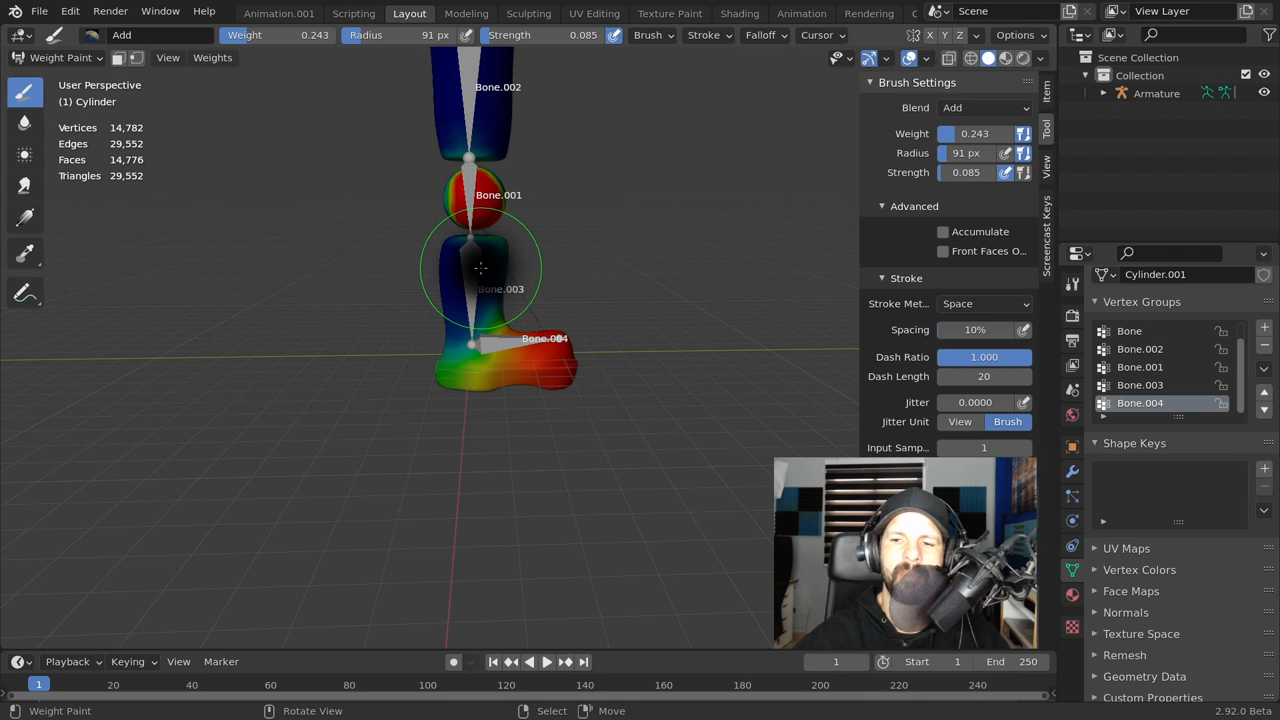 File Edit Render Window Help Animation.001 Scripting Layout Modeling Sculpting UV Editing Texture Paint Shading Animation Rendering Scene View Layer
Add Weight 0.243 Radius 91 px Strength 0.085 Brush Stroke Falloff Cursor X Y Z Options
Weight Paint View Weights
User Perspective
(1) Cylinder
Vertices 14,782
Edges 29,552
Faces 14,776
Triangles 29,552
Bone.002
Bone.001
Bone.003
Bone.004
Brush Settings
Blend Add
Weight 0.243
Radius 91 px
Strength 0.085
Advanced
Accumulate
Front Faces O...
Stroke
Stroke Met... Space
Spacing 10%
Dash Ratio 1.000
Dash Length 20
Jitter 0.0000
Jitter Unit View Brush
Input Samp... 1
Item
Tool
View
Screencast Keys
Scene Collection
Collection
Armature
Cylinder.001
Vertex Groups
Bone
Bone.002
Bone.001
Bone.003
Bone.004
Shape Keys
UV Maps
Vertex Colors
Face Maps
Normals
Texture Space
Remesh
Geometry Data
Custom Properties
Playback Keying View Marker 1 Start 1 End 250
1 20 40 60 80 100 120 140 160 180 200 220 240
Weight Paint Rotate View Select Move 2.92.0 Beta